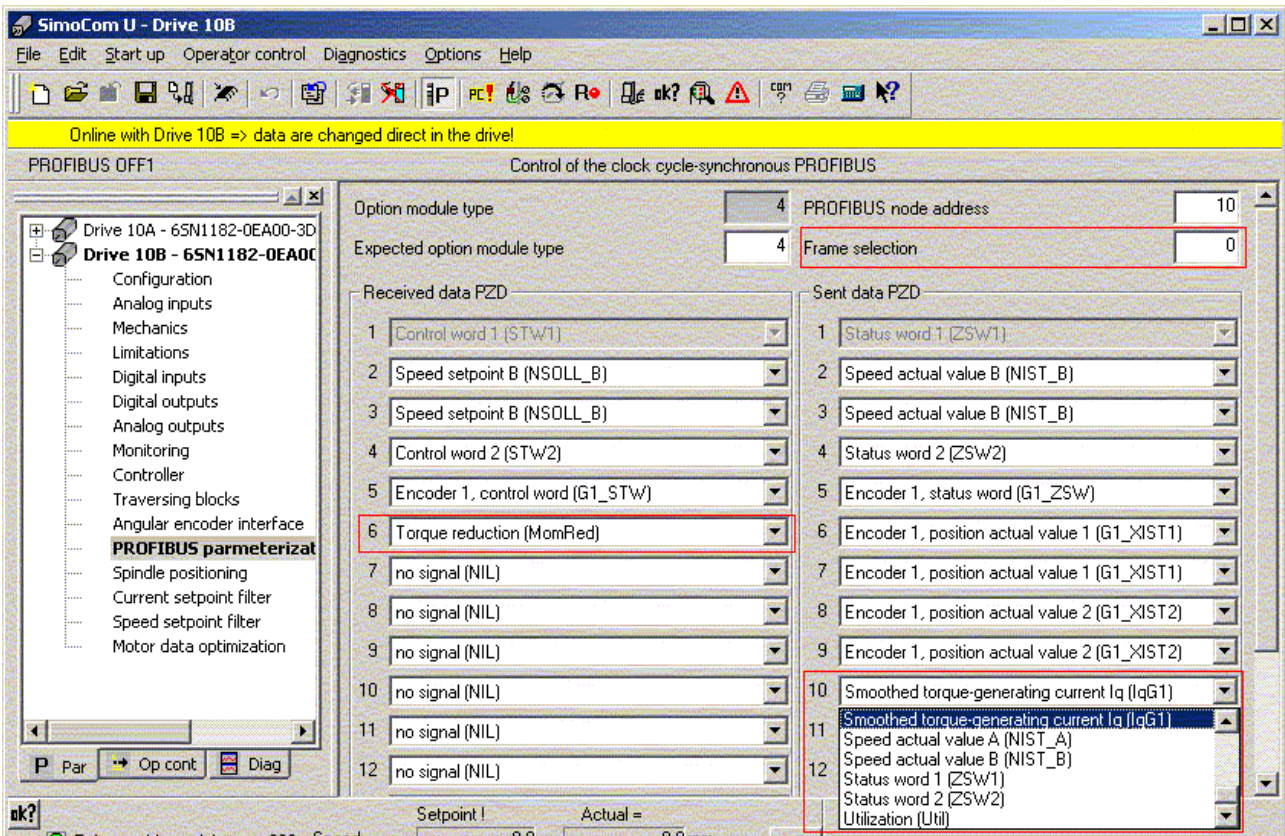 SimoCom U - Drive 10B
File Edit Start up Operator control Diagnostics Options Help
Online with Drive 10B => data are changed direct in the drive!
PROFIBUS OFF1 Control of the clock cycle-synchronous PROFIBUS
Drive 10A - 6SN1182-0EA00-3D
Drive 10B - 6SN1182-0EA00
Configuration
Analog inputs
Mechanics
Limitations
Digital inputs
Digital outputs
Analog outputs
Monitoring
Controller
Traversing blocks
Angular encoder interface
PROFIBUS parmeterizat
Spindle positioning
Current setpoint filter
Speed setpoint filter
Motor data optimization
P Par Op cont Diag
Option module type 4 PROFIBUS node address 10
Expected option module type 4 Frame selection 0
Received data PZD
1 Control word 1 (STW1)
2 Speed setpoint B (NSOLL_B)
3 Speed setpoint B (NSOLL_B)
4 Control word 2 (STW2)
5 Encoder 1, control word (G1_STW)
6 Torque reduction (MomRed)
7 no signal (NIL)
8 no signal (NIL)
9 no signal (NIL)
10 no signal (NIL)
11 no signal (NIL)
12 no signal (NIL)
Sent data PZD
1 Status word 1 (ZSW1)
2 Speed actual value B (NIST_B)
3 Speed actual value B (NIST_B)
4 Status word 2 (ZSW2)
5 Encoder 1, status word (G1_ZSW)
6 Encoder 1, position actual value 1 (G1_XIST1)
7 Encoder 1, position actual value 1 (G1_XIST1)
8 Encoder 1, position actual value 2 (G1_XIST2)
9 Encoder 1, position actual value 2 (G1_XIST2)
10 Smoothed torque-generating current Iq (IqG1)
Smoothed torque-generating current Iq (IqG1)
11 Speed actual value A (NIST_A)
Speed actual value B (NIST_B)
12 Status word 1 (ZSW1)
Status word 2 (ZSW2)
Utilization (Util)
ok? Setpoint ! Actual =